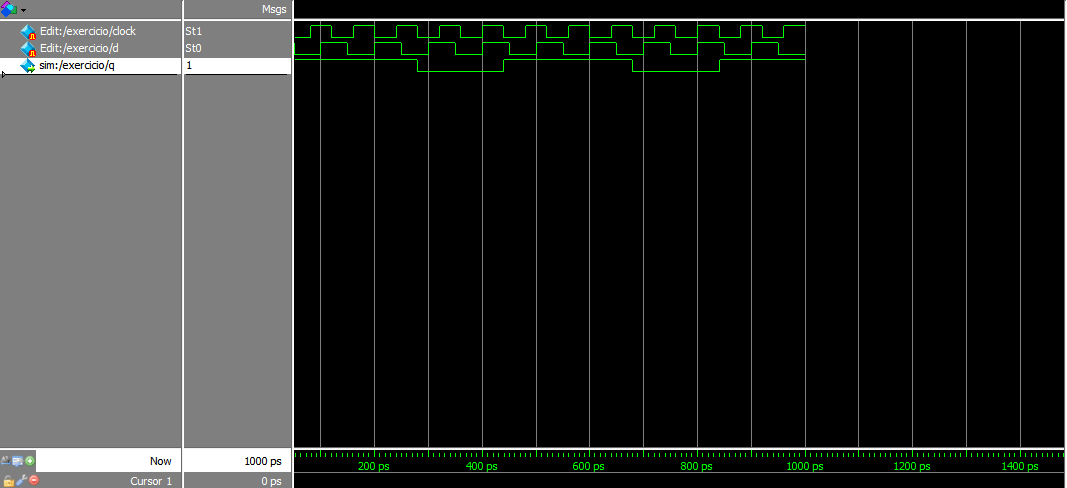 Msgs
Edit:/exercicio/clock St1
Edit:/exercicio/d St0
sim:/exercicio/q 1
Now 1000 ps
200 ps 400 ps 600 ps 800 ps 1000 ps 1200 ps 1400 ps
Cursor 1 0 ps